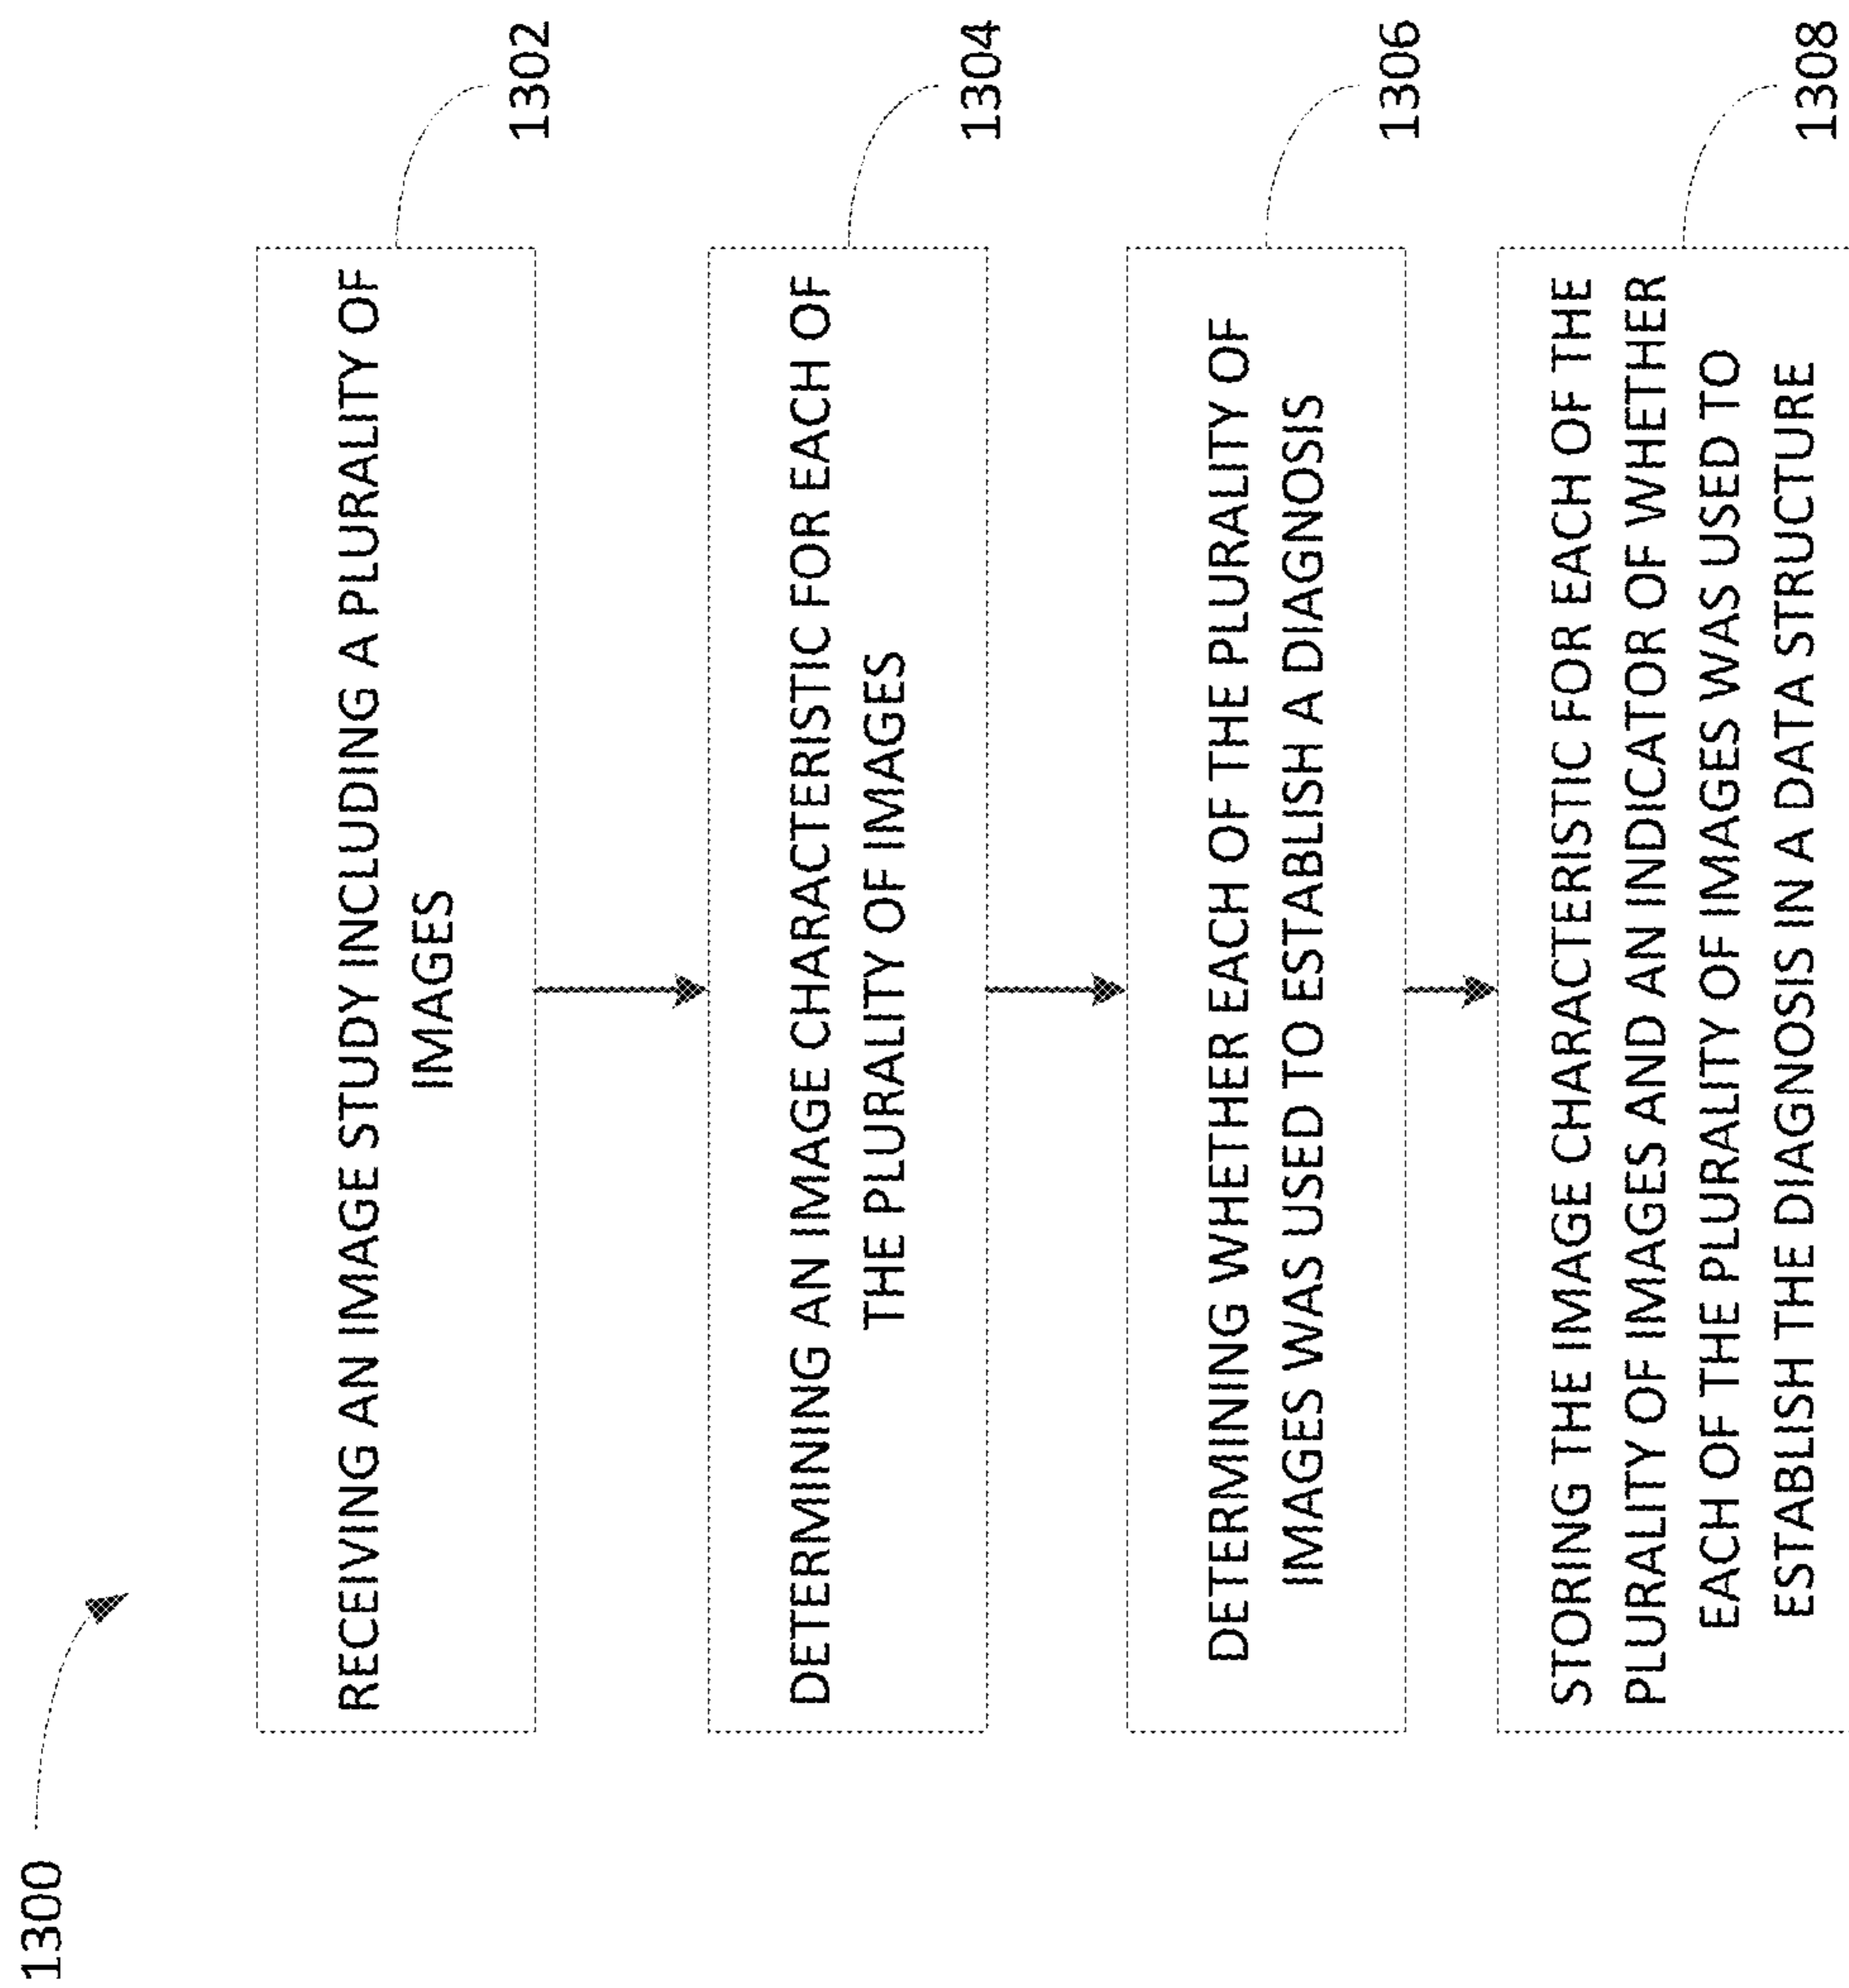 1300
RECEIVING AN IMAGE STUDY INCLUDING A PLURALITY OF
IMAGES
1302
DETERMINING AN IMAGE CHARACTERISTIC FOR EACH OF
THE PLURALITY OF IMAGES
1304
DETERMINING WHETHER EACH OF THE PLURALITY OF
IMAGES WAS USED TO ESTABLISH A DIAGNOSIS
1306
STORING THE IMAGE CHARACTERISTIC FOR EACH OF THE
PLURALITY OF IMAGES AND AN INDICATOR OF WHETHER
EACH OF THE PLURALITY OF IMAGES WAS USED TO
ESTABLISH THE DIAGNOSIS IN A DATA STRUCTURE
1308